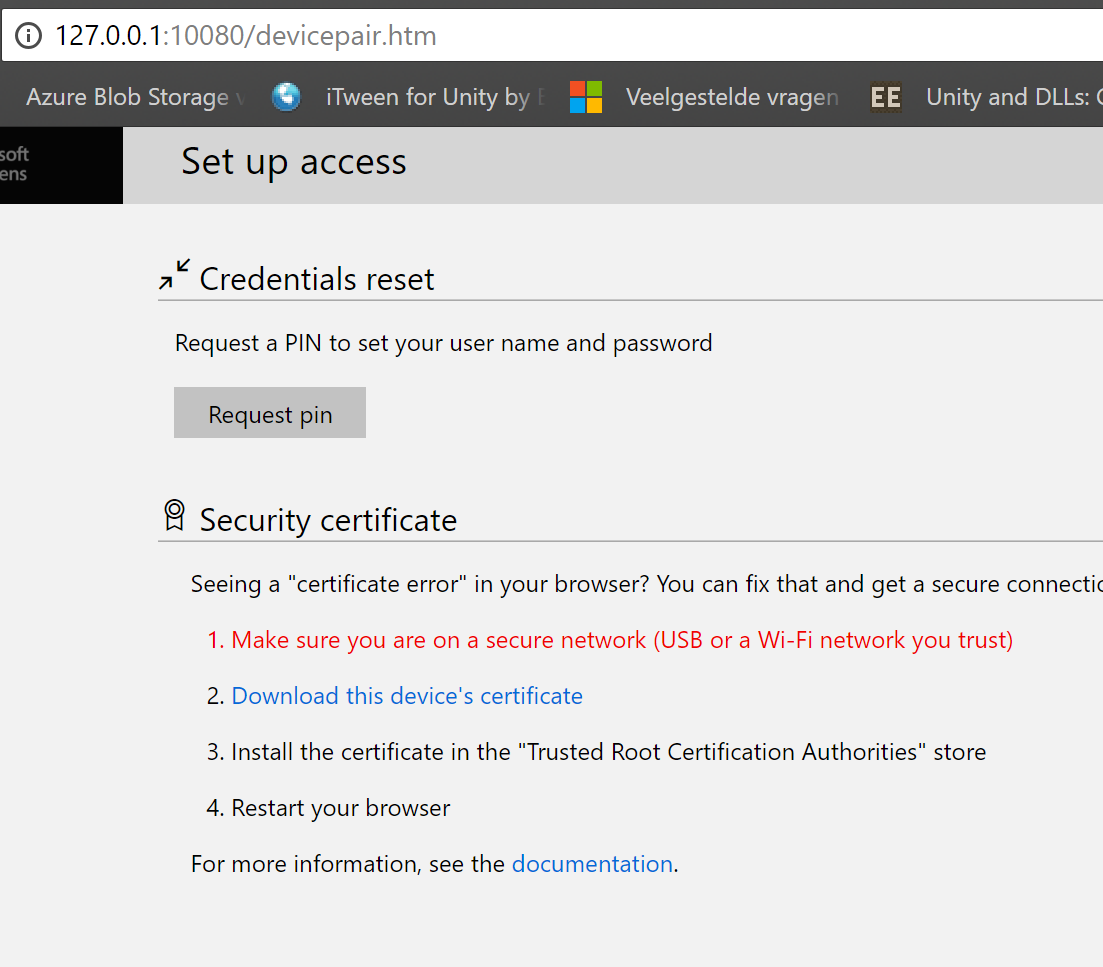 127.0.0.1:10080/devicepair.htm
Azure Blob Storage iTween for Unity by Veelgestelde vragen EE Unity and DLLs:
soft
ens
Set up access
Credentials reset
Request a PIN to set your user name and password
Request pin
Security certificate
Seeing a "certificate error" in your browser? You can fix that and get a secure
1. Make sure you are on a secure network (USB or a Wi-Fi network you trust)
2. Download this device's certificate
3. Install the certificate in the "Trusted Root Certification Authorities" store
4. Restart your browser
For more information, see the documentation.